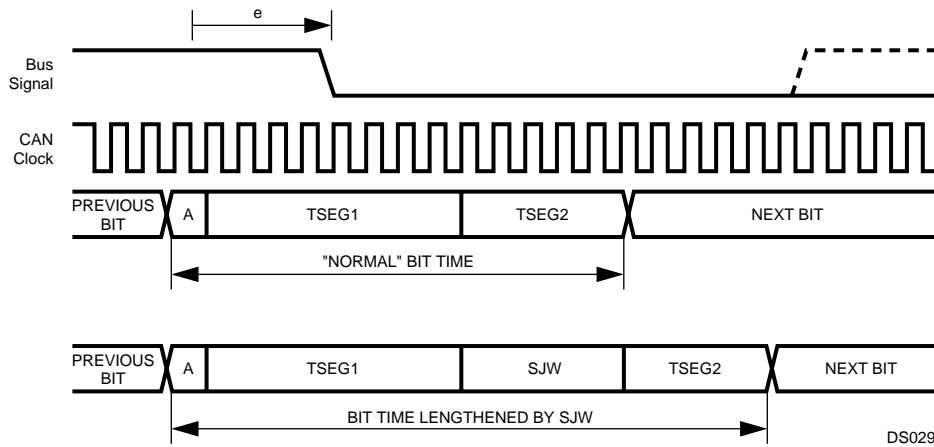 e
Bus
Signal
CAN
Clock
PREVIOUS
BIT
A
TSEG1
TSEG2
NEXT BIT
"NORMAL" BIT TIME
PREVIOUS
BIT
A
TSEG1
SJW
TSEG2
NEXT BIT
BIT TIME LENGTHENED BY SJW
DS029